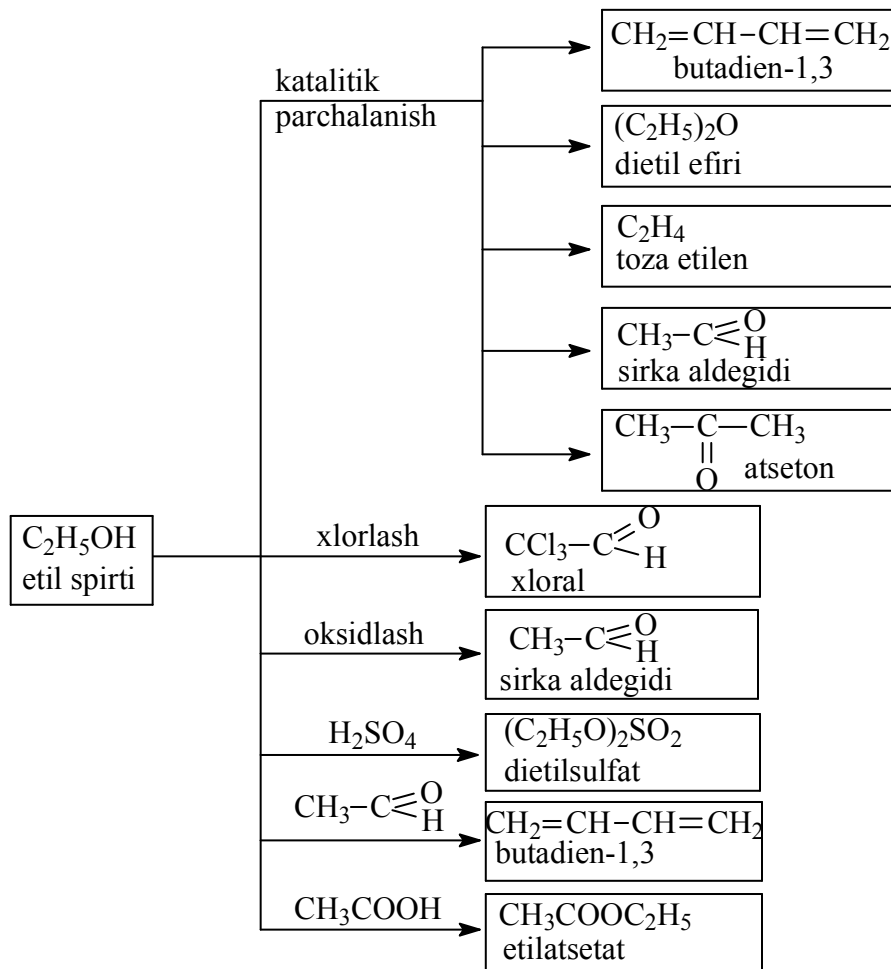 C₂H₅OH
etil spirti
katalitik
parchalanish
CH₂=CH-CH=CH₂
butadien-1,3
(C₂H₅)₂O
dietil efiri
C₂H₄
toza etilen
CH₃-C=O
H
sirka aldegidi
CH₃-C-CH₃
O
atseton
xlorlash
CCl₃-C=O
H
xloral
oksidlash
CH₃-C=O
H
sirka aldegidi
H₂SO₄
(C₂H₅O)₂SO₂
dietilsulfat
CH₃-C=O
H
CH₂=CH-CH=CH₂
butadien-1,3
CH₃COOH
CH₃COOC₂H₅
etilatsetat